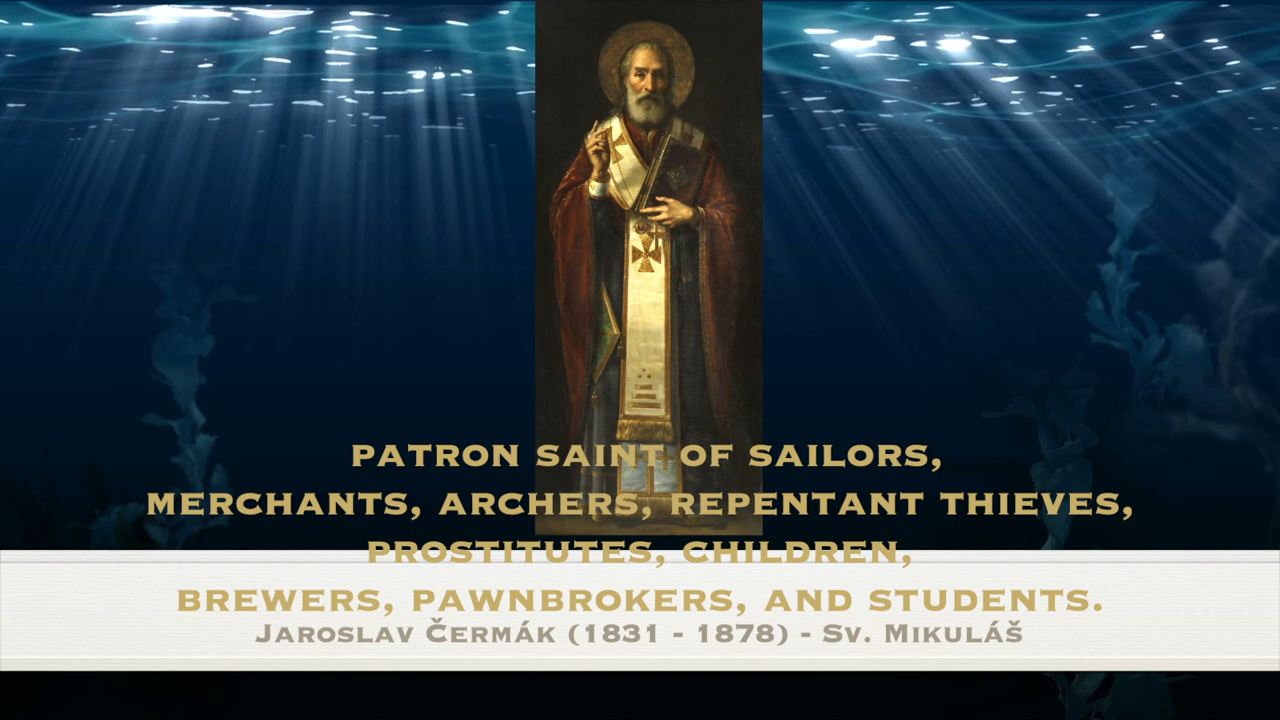 PATRON SAINT OF SAILORS,
MERCHANTS, ARCHERS, REPENTANT THIEVES,
PROSTITUTES, CHILDREN,
BREWERS, PAWNBROKERS, AND STUDENTS.
JAROSLAV ČERMÁK (1831 - 1878) - SV. MIKULÁŠ